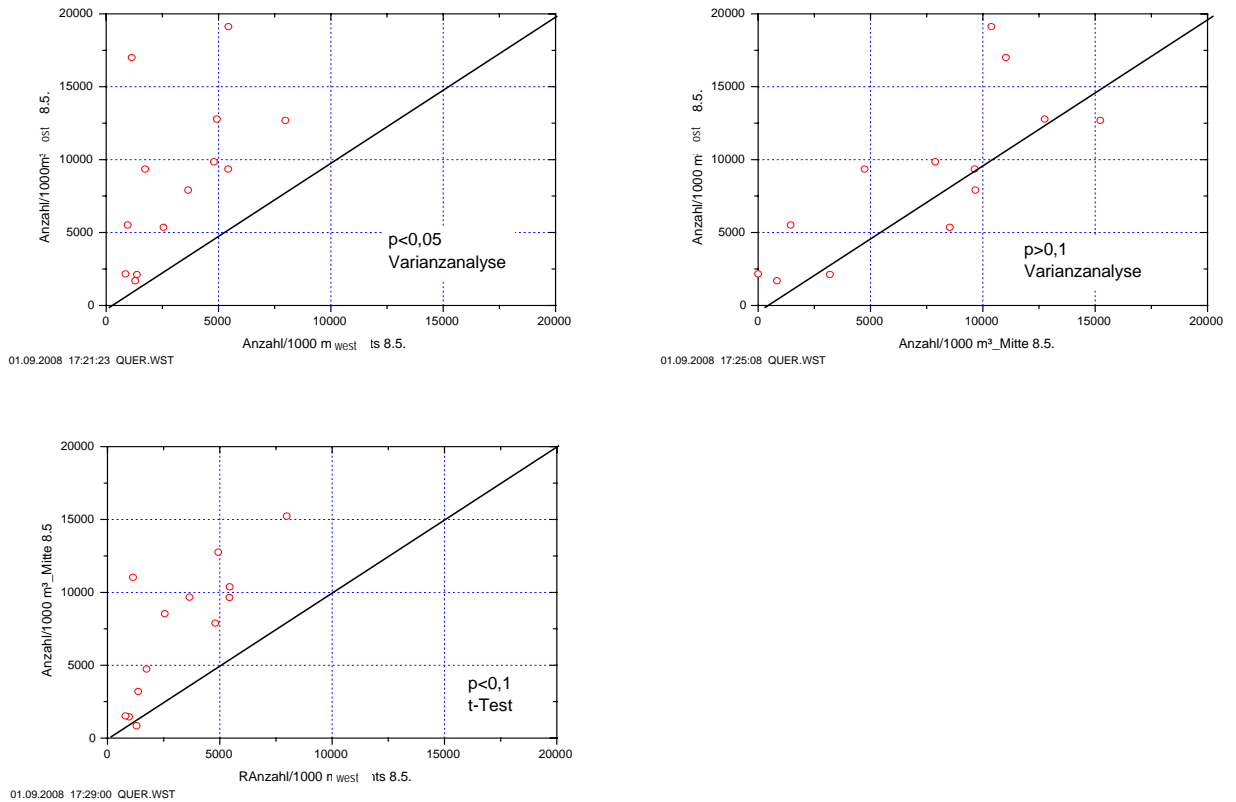 20000
15000
10000
5000
0
Anzahl/1000m³ ost 8.5.
p<0,05
Varianzanalyse
0 5000 10000 15000 20000
Anzahl/1000 m west ts 8.5.
01.09.2008 17:21:23 QUER.WST
20000
15000
10000
5000
0
Anzahl/1000 m ost 8.5.
p>0,1
Varianzanalyse
0 5000 10000 15000 20000
Anzahl/1000 m³_Mitte 8.5.
01.09.2008 17:25:08 QUER.WST
20000
15000
10000
5000
0
Anzahl/1000 m³_Mitte 8.5
p<0,1
t-Test
0 5000 10000 15000 20000
RAnzahl/1000 west ts 8.5.
01.09.2008 17:29:00 QUER.WST